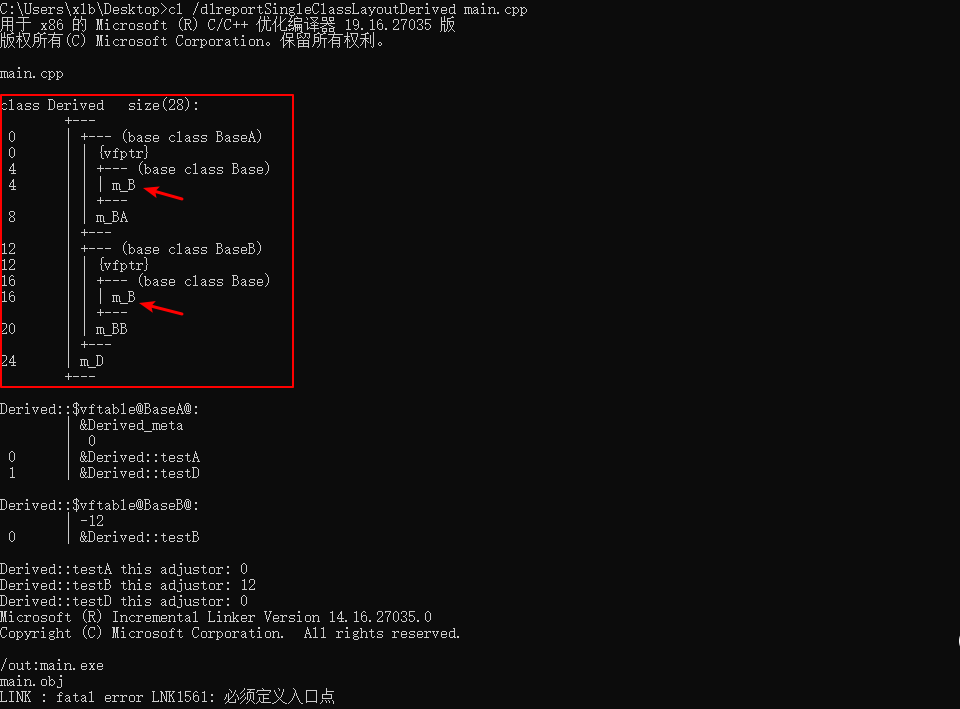 C:\Users\x1b\Desktop>cl /d1reportSingleClassLayoutDerived main.cpp
用于 x86 的 Microsoft (R) C/C++ 优化编译器 19.16.27035 版
版权所有(C) Microsoft Corporation。保留所有权利。
main.cpp
class Derived   size(28):
        +---
 0      | +--- (base class BaseA)
 0      | | {vfptr}
 4      | | +--- (base class Base)
 4      | | | m_B
        | | +---
 8      | | m_BA
        | +---
12      | +--- (base class BaseB)
12      | | {vfptr}
16      | | +--- (base class Base)
16      | | | m_B
        | | +---
20      | | m_BB
        | +---
24      | m_D
        +---
Derived::$vftable@BaseA@:
        | &Derived_meta
        |  0
 0      | &Derived::testA
 1      | &Derived::testD
Derived::$vftable@BaseB@:
        | -12
 0      | &Derived::testB
Derived::testA this adjustor: 0
Derived::testB this adjustor: 12
Derived::testD this adjustor: 0
Microsoft (R) Incremental Linker Version 14.16.27035.0
Copyright (C) Microsoft Corporation.  All rights reserved.
/out:main.exe
main.obj
LINK : fatal error LNK1561: 必须定义入口点